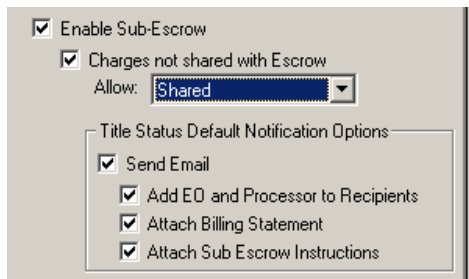 Enable Sub-Escrow
Charges not shared with Escrow
Allow: Shared
Title Status Default Notification Options
Send Email
Add EO and Processor to Recipients
Attach Billing Statement
Attach Sub Escrow Instructions